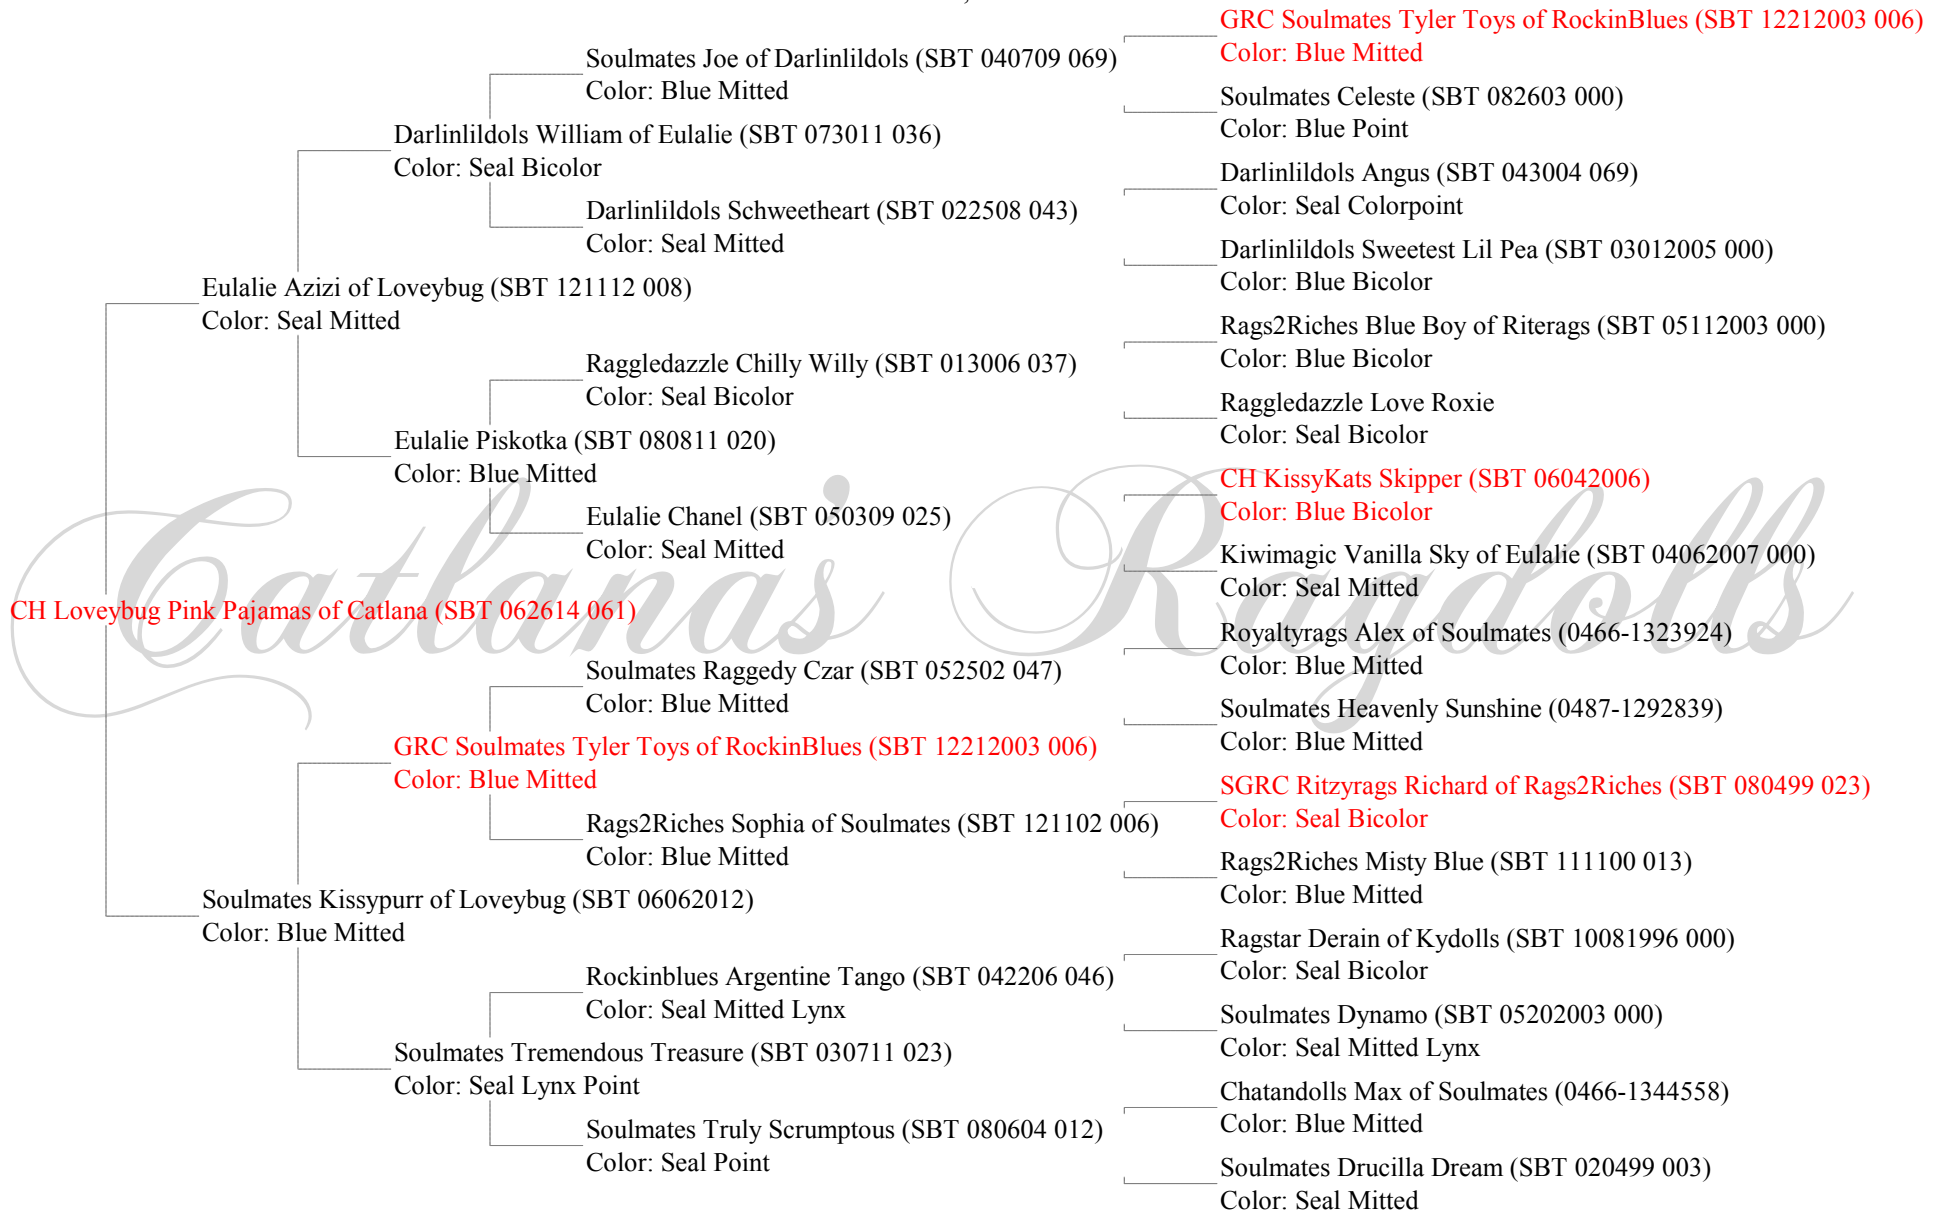 GRC Soulmates Tyler Toys of RockinBlues (SBT 12212003 006)
Color: Blue Mitted
Soulmates Joe of Darlinlildols (SBT 040709 069)
Color: Blue Mitted
Soulmates Celeste (SBT 082603 000)
Color: Blue Point
Darlinlildols William of Eulalie (SBT 073011 036)
Color: Seal Bicolor
Darlinlildols Angus (SBT 043004 069)
Color: Seal Colorpoint
Darlinlildols Schweetheart (SBT 022508 043)
Color: Seal Mitted
Darlinlildols Sweetest Lil Pea (SBT 03012005 000)
Color: Blue Bicolor
Eulalie Azizi of Loveybug (SBT 121112 008)
Color: Seal Mitted
Rags2Riches Blue Boy of Riterags (SBT 05112003 000)
Color: Blue Bicolor
Raggledazzle Chilly Willy (SBT 013006 037)
Color: Seal Bicolor
Raggledazzle Love Roxie
Color: Seal Bicolor
Eulalie Piskotka (SBT 080811 020)
Color: Blue Mitted
CH KissyKats Skipper (SBT 06042006)
Color: Blue Bicolor
Eulalie Chanel (SBT 050309 025)
Color: Seal Mitted
Kiwimagic Vanilla Sky of Eulalie (SBT 04062007 000)
Color: Seal Mitted
Catlanas Ragdolls
CH Loveybug Pink Pajamas of Catlana (SBT 062614 061)
Royaltyrags Alex of Soulmates (0466-1323924)
Color: Blue Mitted
Soulmates Raggedy Czar (SBT 052502 047)
Color: Blue Mitted
Soulmates Heavenly Sunshine (0487-1292839)
Color: Blue Mitted
GRC Soulmates Tyler Toys of RockinBlues (SBT 12212003 006)
Color: Blue Mitted
SGRC Ritzyrags Richard of Rags2Riches (SBT 080499 023)
Color: Seal Bicolor
Rags2Riches Sophia of Soulmates (SBT 121102 006)
Color: Blue Mitted
Rags2Riches Misty Blue (SBT 111100 013)
Color: Blue Mitted
Soulmates Kissypurr of Loveybug (SBT 06062012)
Color: Blue Mitted
Ragstar Derain of Kydolls (SBT 10081996 000)
Color: Seal Bicolor
Rockinblues Argentine Tango (SBT 042206 046)
Color: Seal Mitted Lynx
Soulmates Dynamo (SBT 05202003 000)
Color: Seal Mitted Lynx
Soulmates Tremendous Treasure (SBT 030711 023)
Color: Seal Lynx Point
Chatandolls Max of Soulmates (0466-1344558)
Color: Blue Mitted
Soulmates Truly Scrumptous (SBT 080604 012)
Color: Seal Point
Soulmates Drucilla Dream (SBT 020499 003)
Color: Seal Mitted